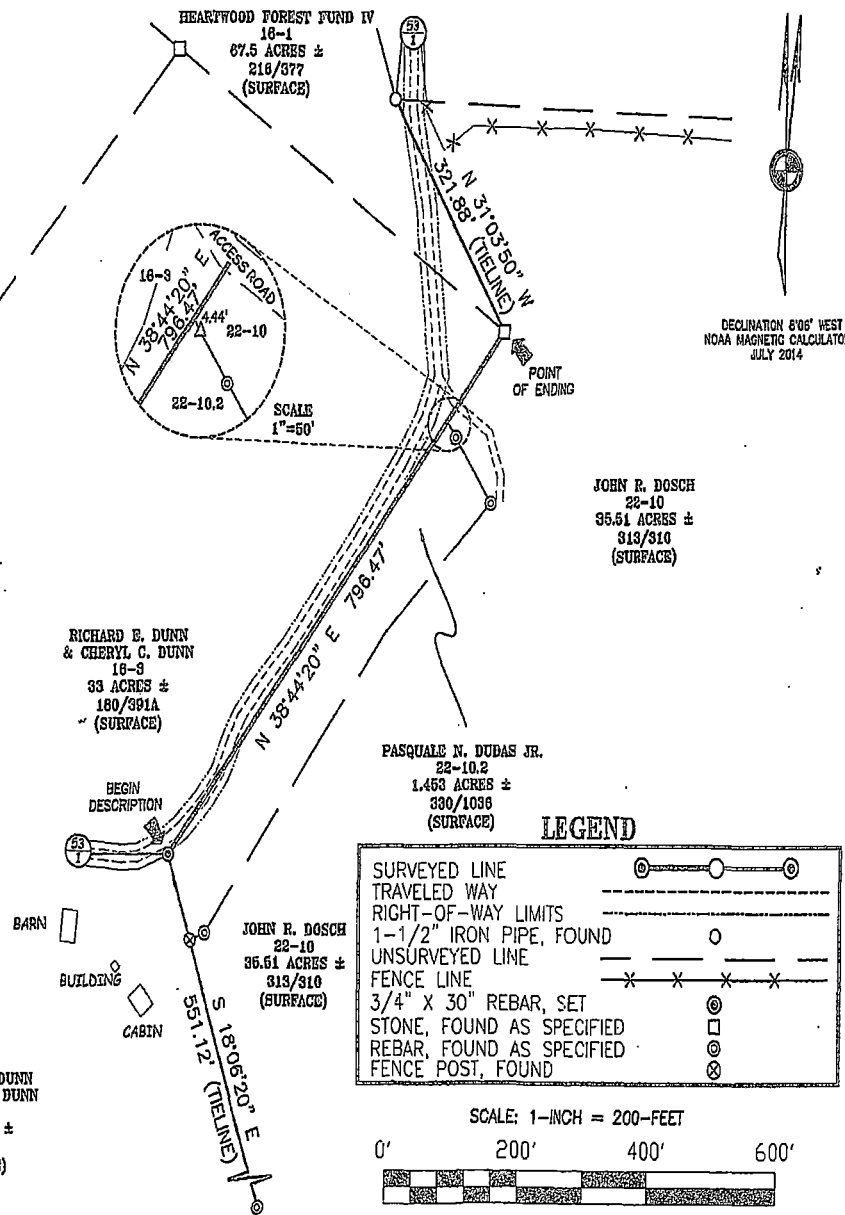 HEARTWOOD FOREST FUND IV
16-1
67.5 ACRES ±
216/377
(SURFACE)
53
1
N 31°03'50" W
321.88' (TIELINE)
DECLINATION 8°06' WEST
NOAA MAGNETIC CALCULATO
JULY 2014
ACCESS ROAD
16-3
N 38°44'20" E
796.47'
4.44'
22-10
22-10.2
SCALE
1"=50'
POINT
OF ENDING
JOHN R. DOSCH
22-10
35.51 ACRES ±
313/310
(SURFACE)
N 38°44'20" E 796.47'
RICHARD E. DUNN
& CHERYL C. DUNN
16-3
33 ACRES ±
180/391A
(SURFACE)
BEGIN
DESCRIPTION
53
1
PASQUALE N. DUDAS JR.
22-10.2
1.453 ACRES ±
330/1036
(SURFACE)
BARN
BUILDING
CABIN
JOHN R. DOSCH
22-10
35.51 ACRES ±
313/310
(SURFACE)
S 18°06'20" E
551.12' (TIELINE)
DUNN
DUNN
±
)
LEGEND
SURVEYED LINE
TRAVELED WAY
RIGHT-OF-WAY LIMITS
1-1/2" IRON PIPE, FOUND
UNSURVEYED LINE
FENCE LINE
3/4" X 30" REBAR, SET
STONE, FOUND AS SPECIFIED
REBAR, FOUND AS SPECIFIED
FENCE POST, FOUND
SCALE: 1-INCH = 200-FEET
0' 200' 400' 600'